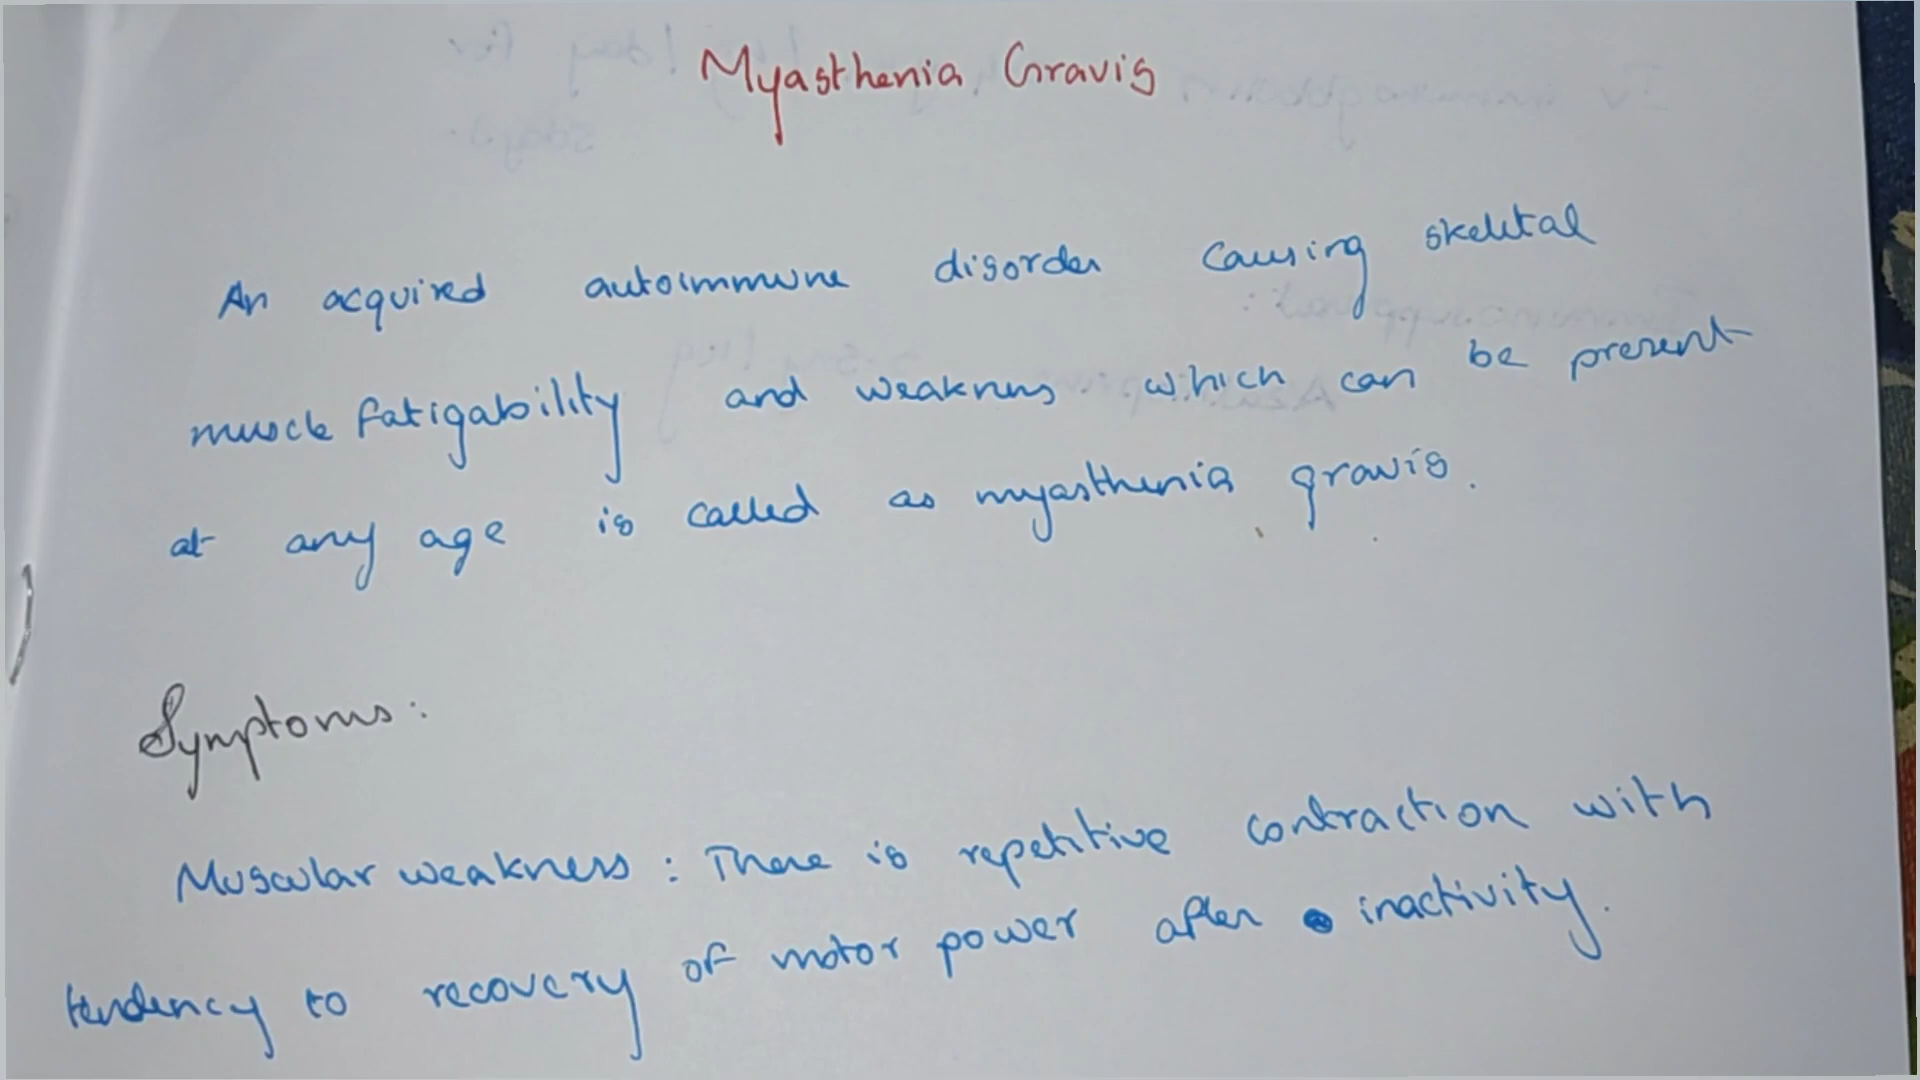 Myasthenia Gravis
An acquired autoimmune disorder causing skeletal
muscle fatigability and weakness which can be present
at any age is called as myasthenia gravis.
Symptoms:
Muscular weakness : There is repetitive contraction with
tendency to recovery of motor power after inactivity.